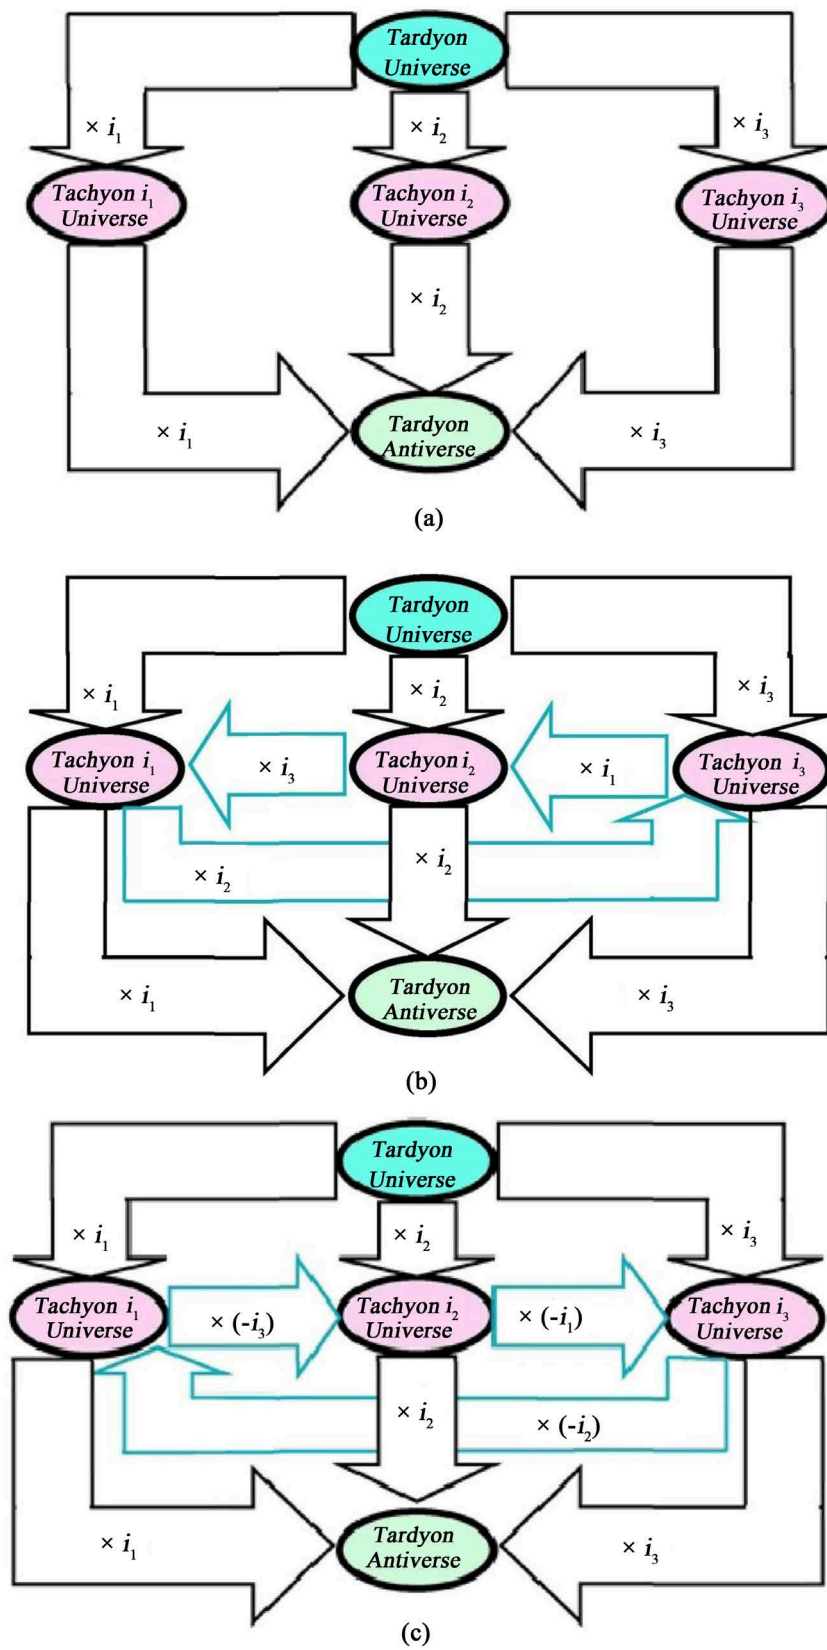 Tardyon
Universe
× i₁
× i₂
× i₃
Tachyon i₁
Universe
Tachyon i₂
Universe
Tachyon i₃
Universe
× i₂
× i₁
Tardyon
Antiverse
× i₃
(a)
Tardyon
Universe
× i₁
× i₂
× i₃
Tachyon i₁
Universe
× i₃
Tachyon i₂
Universe
× i₁
Tachyon i₃
Universe
× i₂
× i₂
× i₁
Tardyon
Antiverse
× i₃
(b)
Tardyon
Universe
× i₁
× i₂
× i₃
Tachyon i₁
Universe
× (-i₃)
Tachyon i₂
Universe
× (-i₁)
Tachyon i₃
Universe
× i₂
× (-i₂)
× i₁
Tardyon
Antiverse
× i₃
(c)